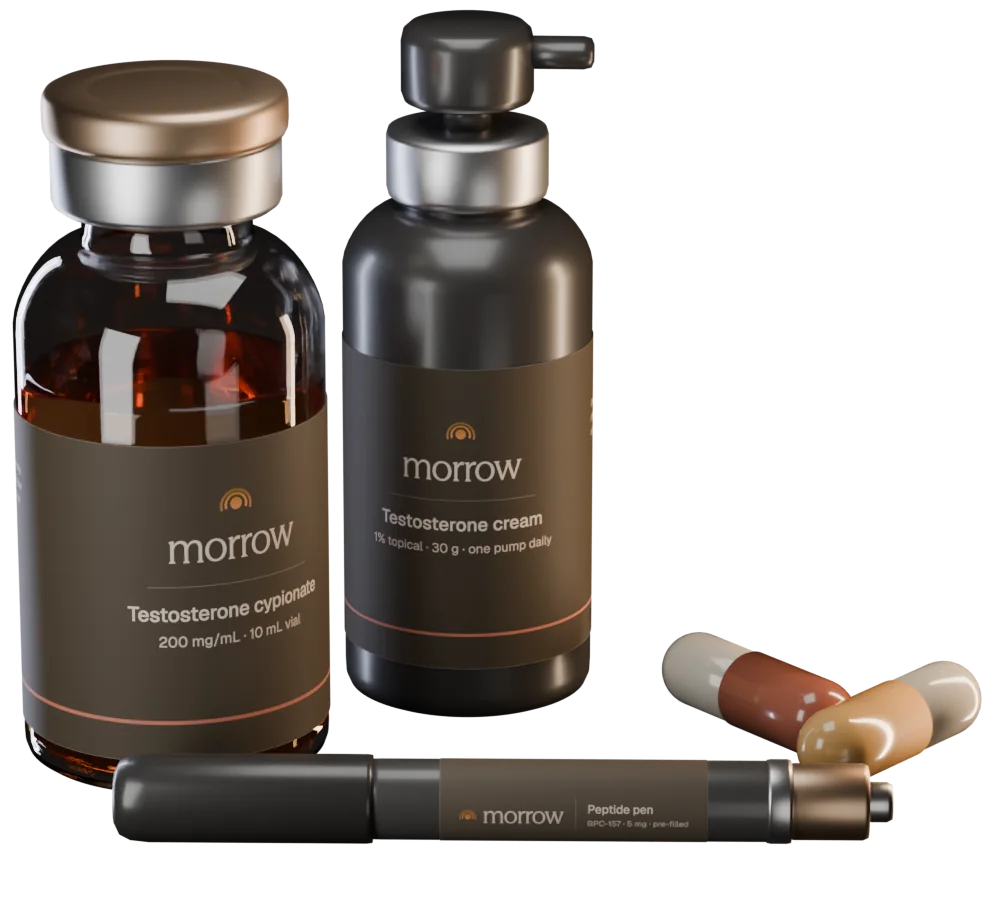 morrow
Testosterone cypionate
200 mg/mL · 10 mL vial
morrow
Testosterone cream
1% topical · 30 g · one pump daily
morrow
Peptide pen
BPC-157 · 5 mg · pre-filled